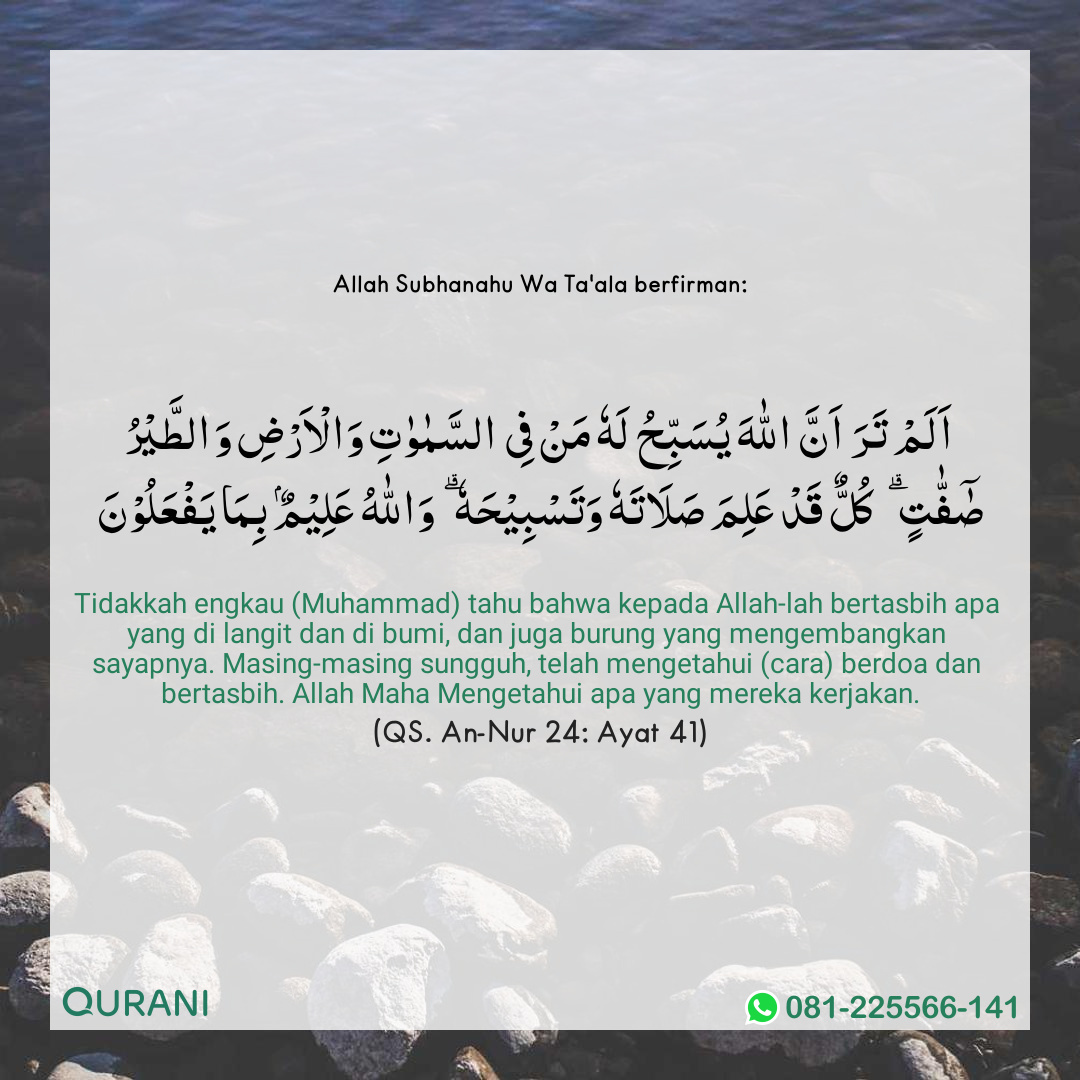 Allah Subhanahu Wa Ta'ala berfirman:
اَلَمْ تَرَ اَنَّ اللّٰهَ يُسَبِّحُ لَهٗ مَنْ فِى السَّمٰوٰتِ وَالْاَرْضِ وَالطَّيْرُ
صٰٓفّٰتٍۗ كُلٌّ قَدْ عَلِمَ صَلَاتَهٗ وَتَسْبِيْحَهٗۗ وَاللّٰهُ عَلِيْمٌۢ بِمَا يَفْعَلُوْنَ
Tidakkah engkau (Muhammad) tahu bahwa kepada Allah-lah bertasbih apa
yang di langit dan di bumi, dan juga burung yang mengembangkan
sayapnya. Masing-masing sungguh, telah mengetahui (cara) berdoa dan
bertasbih. Allah Maha Mengetahui apa yang mereka kerjakan.
(QS. An-Nur 24: Ayat 41)
QURANI
081-225566-141